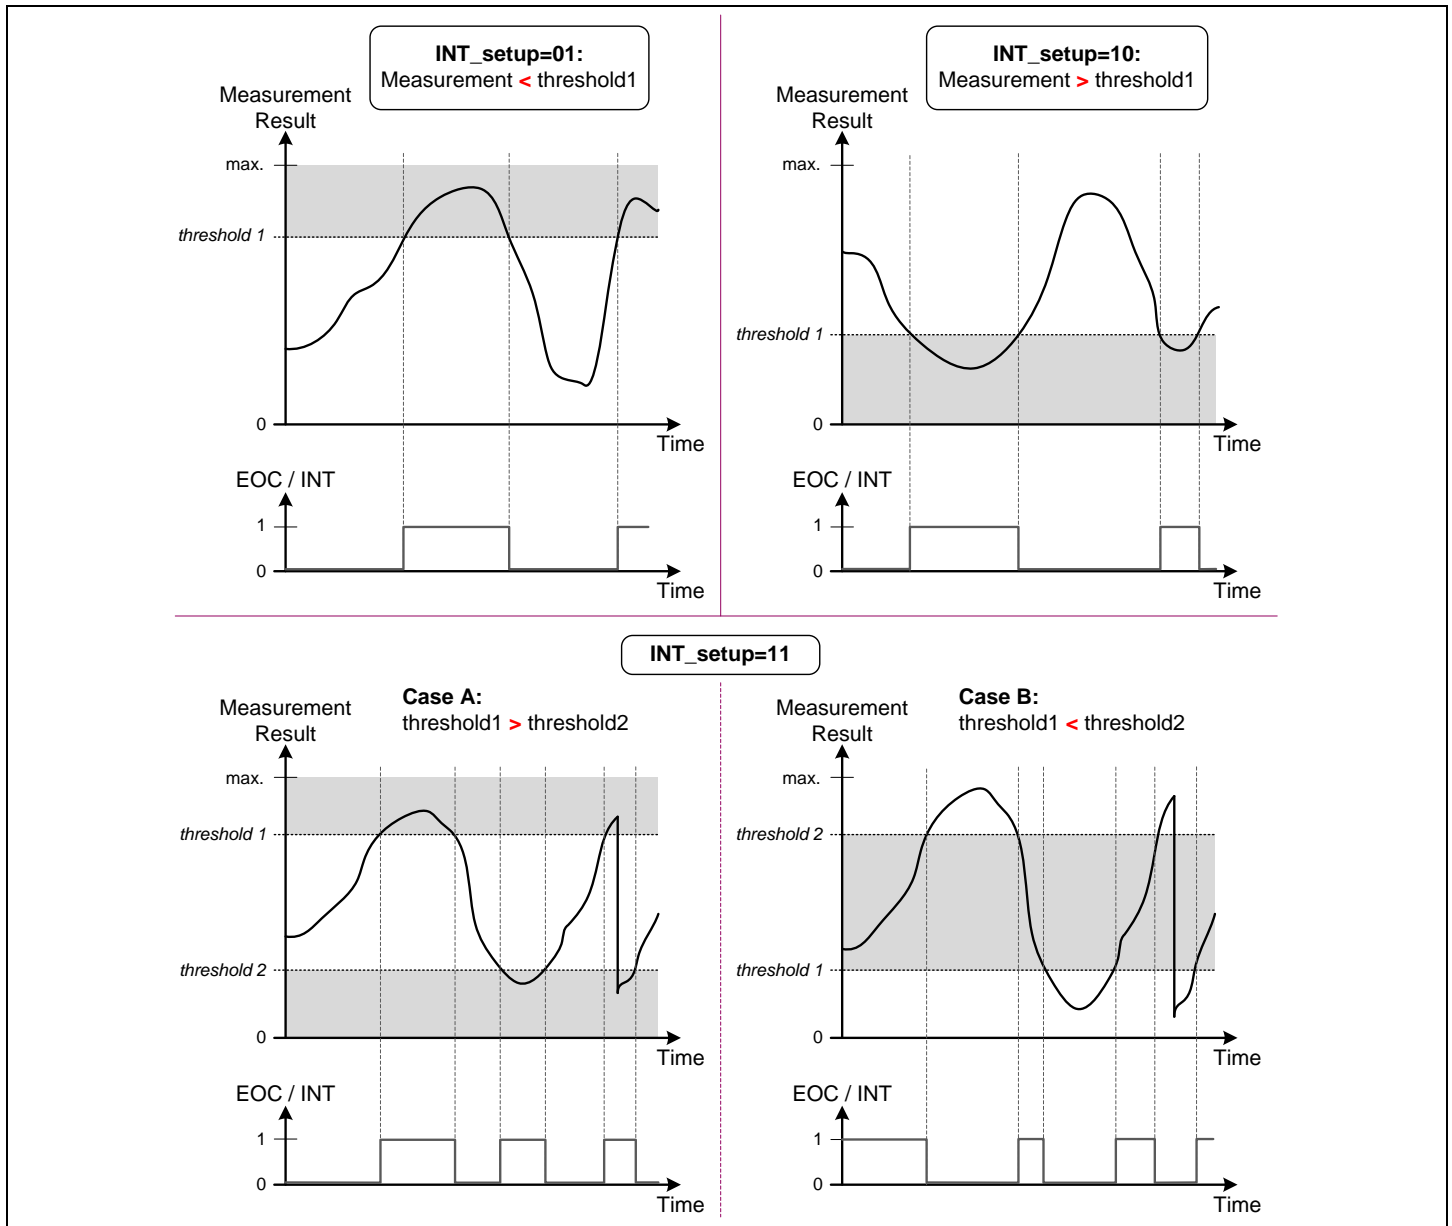 INT_setup=01:
Measurement < threshold1
Measurement
Result
max.
threshold 1
0
Time
EOC / INT
1
0
Time
INT_setup=10:
Measurement > threshold1
Measurement
Result
max.
threshold 1
0
Time
EOC / INT
1
0
Time
INT_setup=11
Case A:
threshold1 > threshold2
Measurement
Result
max.
threshold 1
threshold 2
0
Time
EOC / INT
1
0
Time
Case B:
threshold1 < threshold2
Measurement
Result
max.
threshold 2
threshold 1
0
Time
EOC / INT
1
0
Time